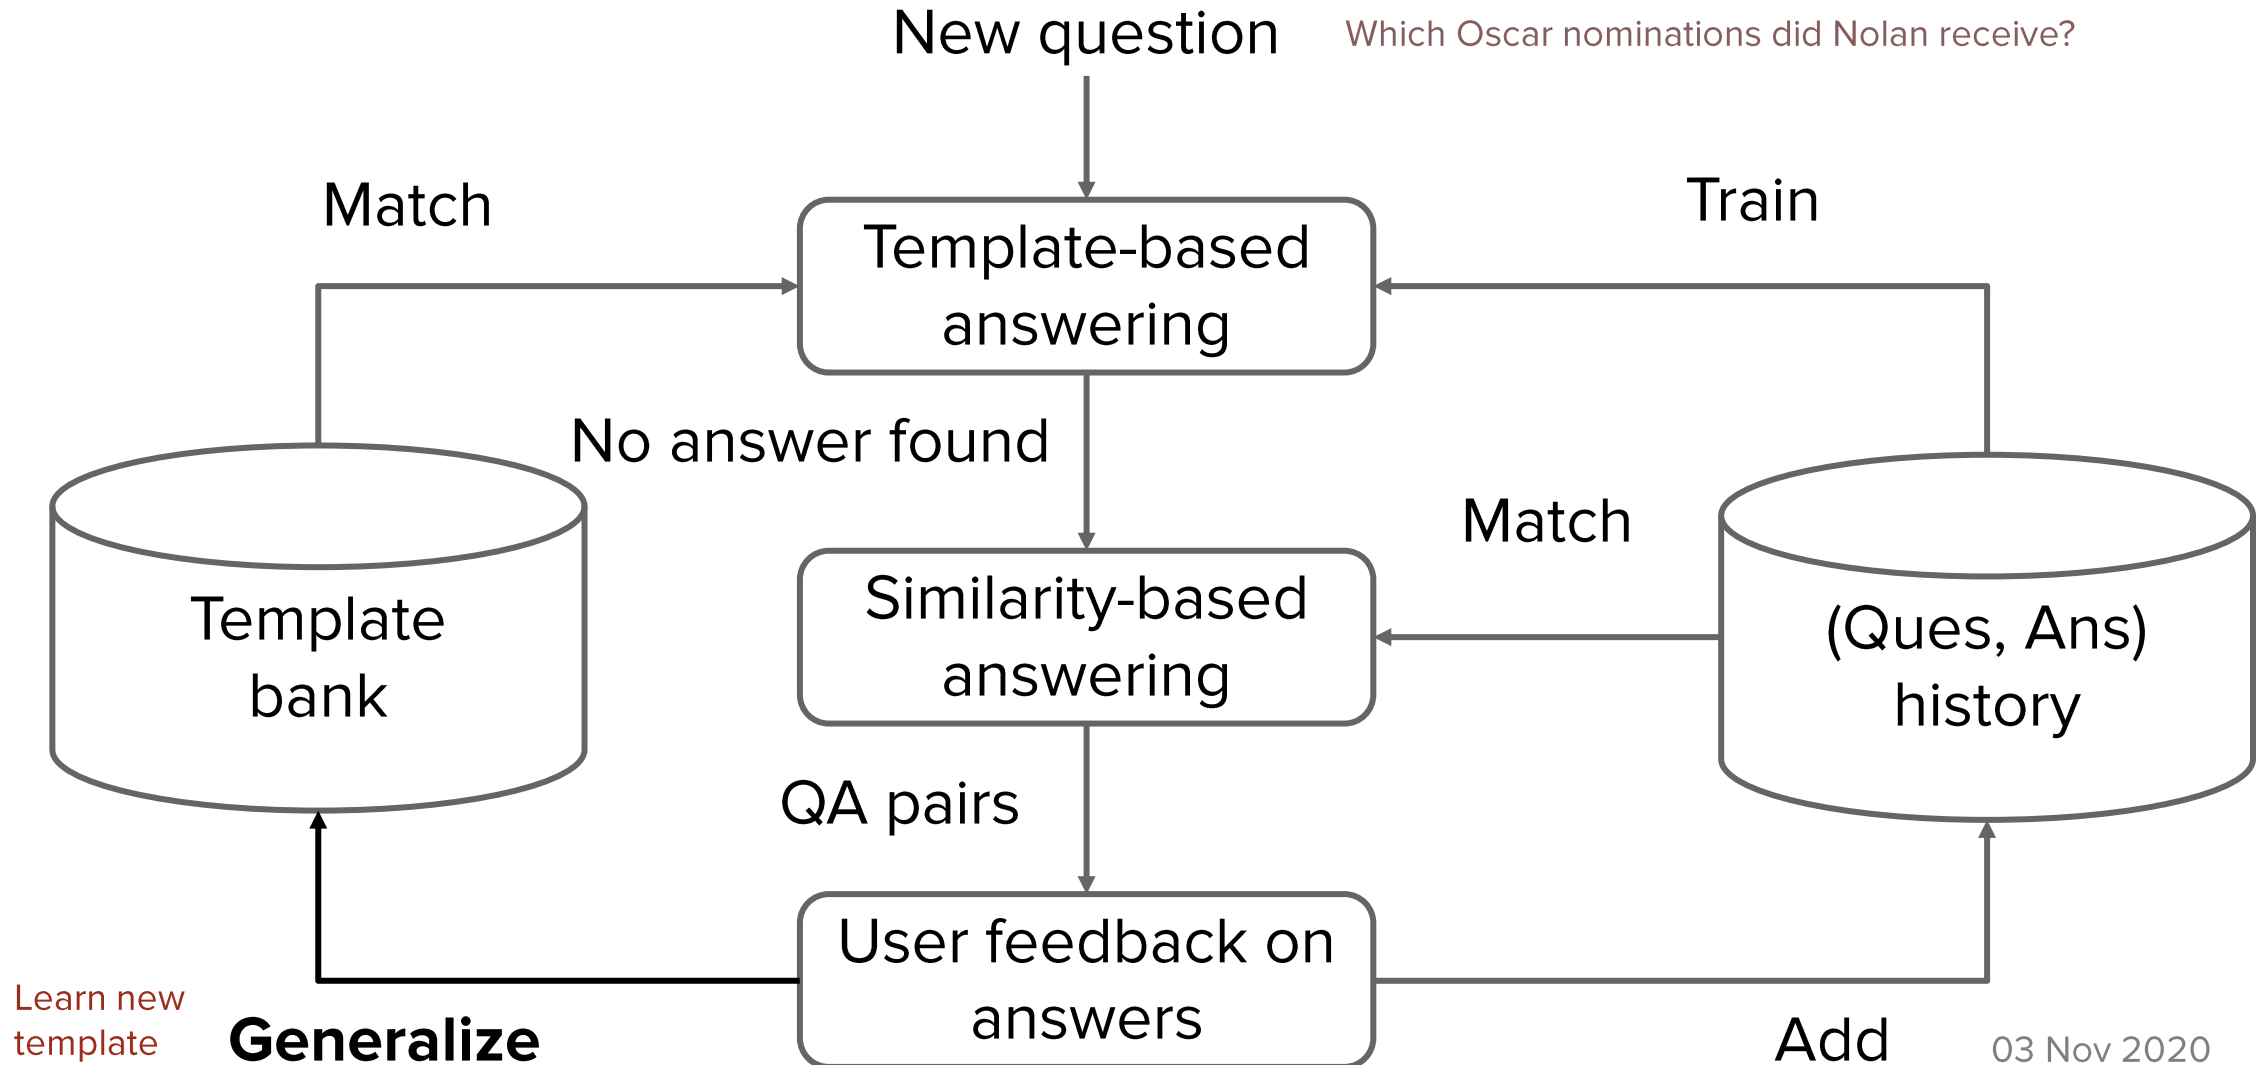 New question
Which Oscar nominations did Nolan receive?
Match
Train
Template-based
answering
No answer found
Match
Template
bank
Similarity-based
answering
(Ques, Ans)
history
QA pairs
User feedback on
answers
Learn new
template
Generalize
Add
03 Nov 2020